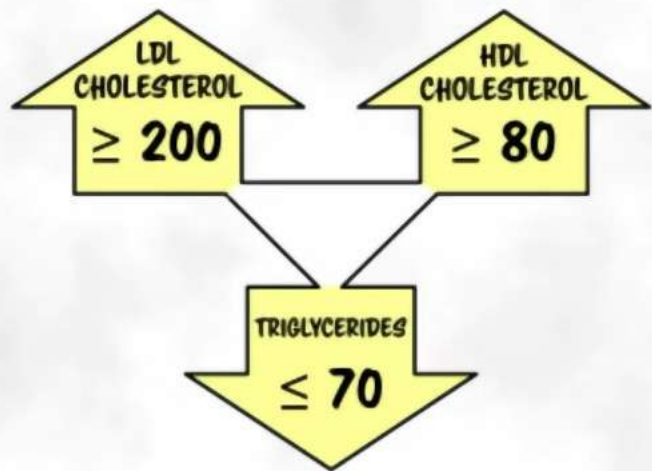 LDL
CHOLESTEROL
≥ 200
HDL
CHOLESTEROL
≥ 80
TRIGLYCERIDES
≤ 70